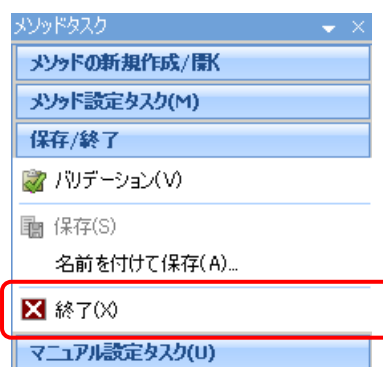 メソッドタスク
メソッドの新規作成/開く
メソッド設定タスク(M)
保存/終了
バリデーション(V)
保存(S)
名前を付けて保存(A)...
終了(X)
マニュアル設定タスク(U)